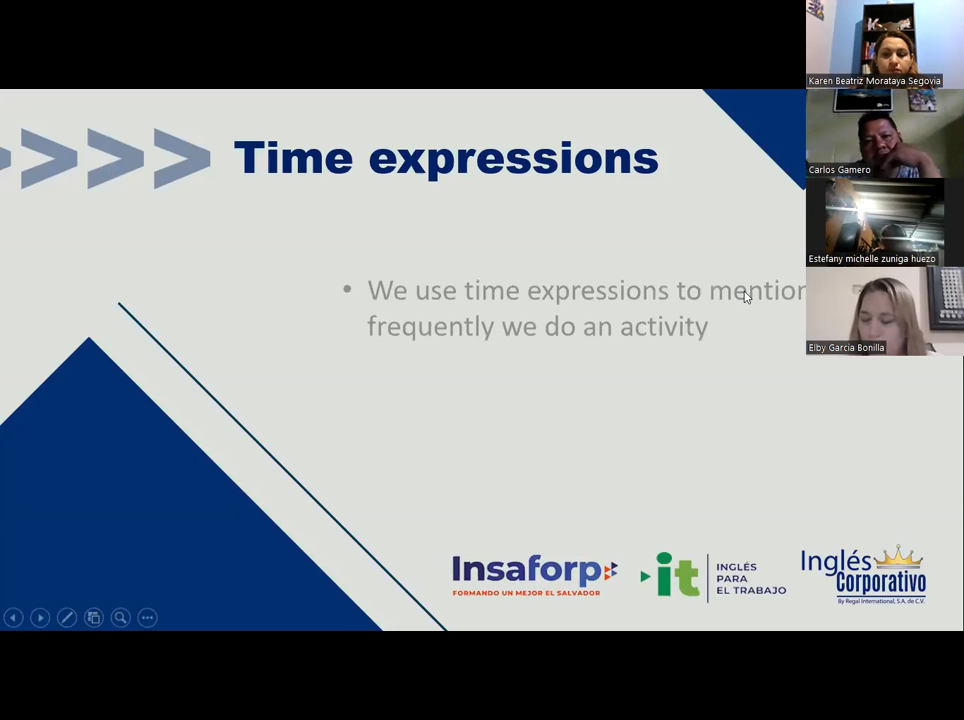 Time expressions
• We use time expressions to mention
frequently we do an activity
Insaforp
FORMANDO UN MEJOR EL SALVADOR
it
INGLÉS
PARA
EL TRABAJO
Inglés
Corporativo
By Regal International, S.A. de C.V.
Karen Beatriz Morataya Segovia
Carlos Gamero
Estefany michelle zuniga huezo
Elby Garcia Bonilla